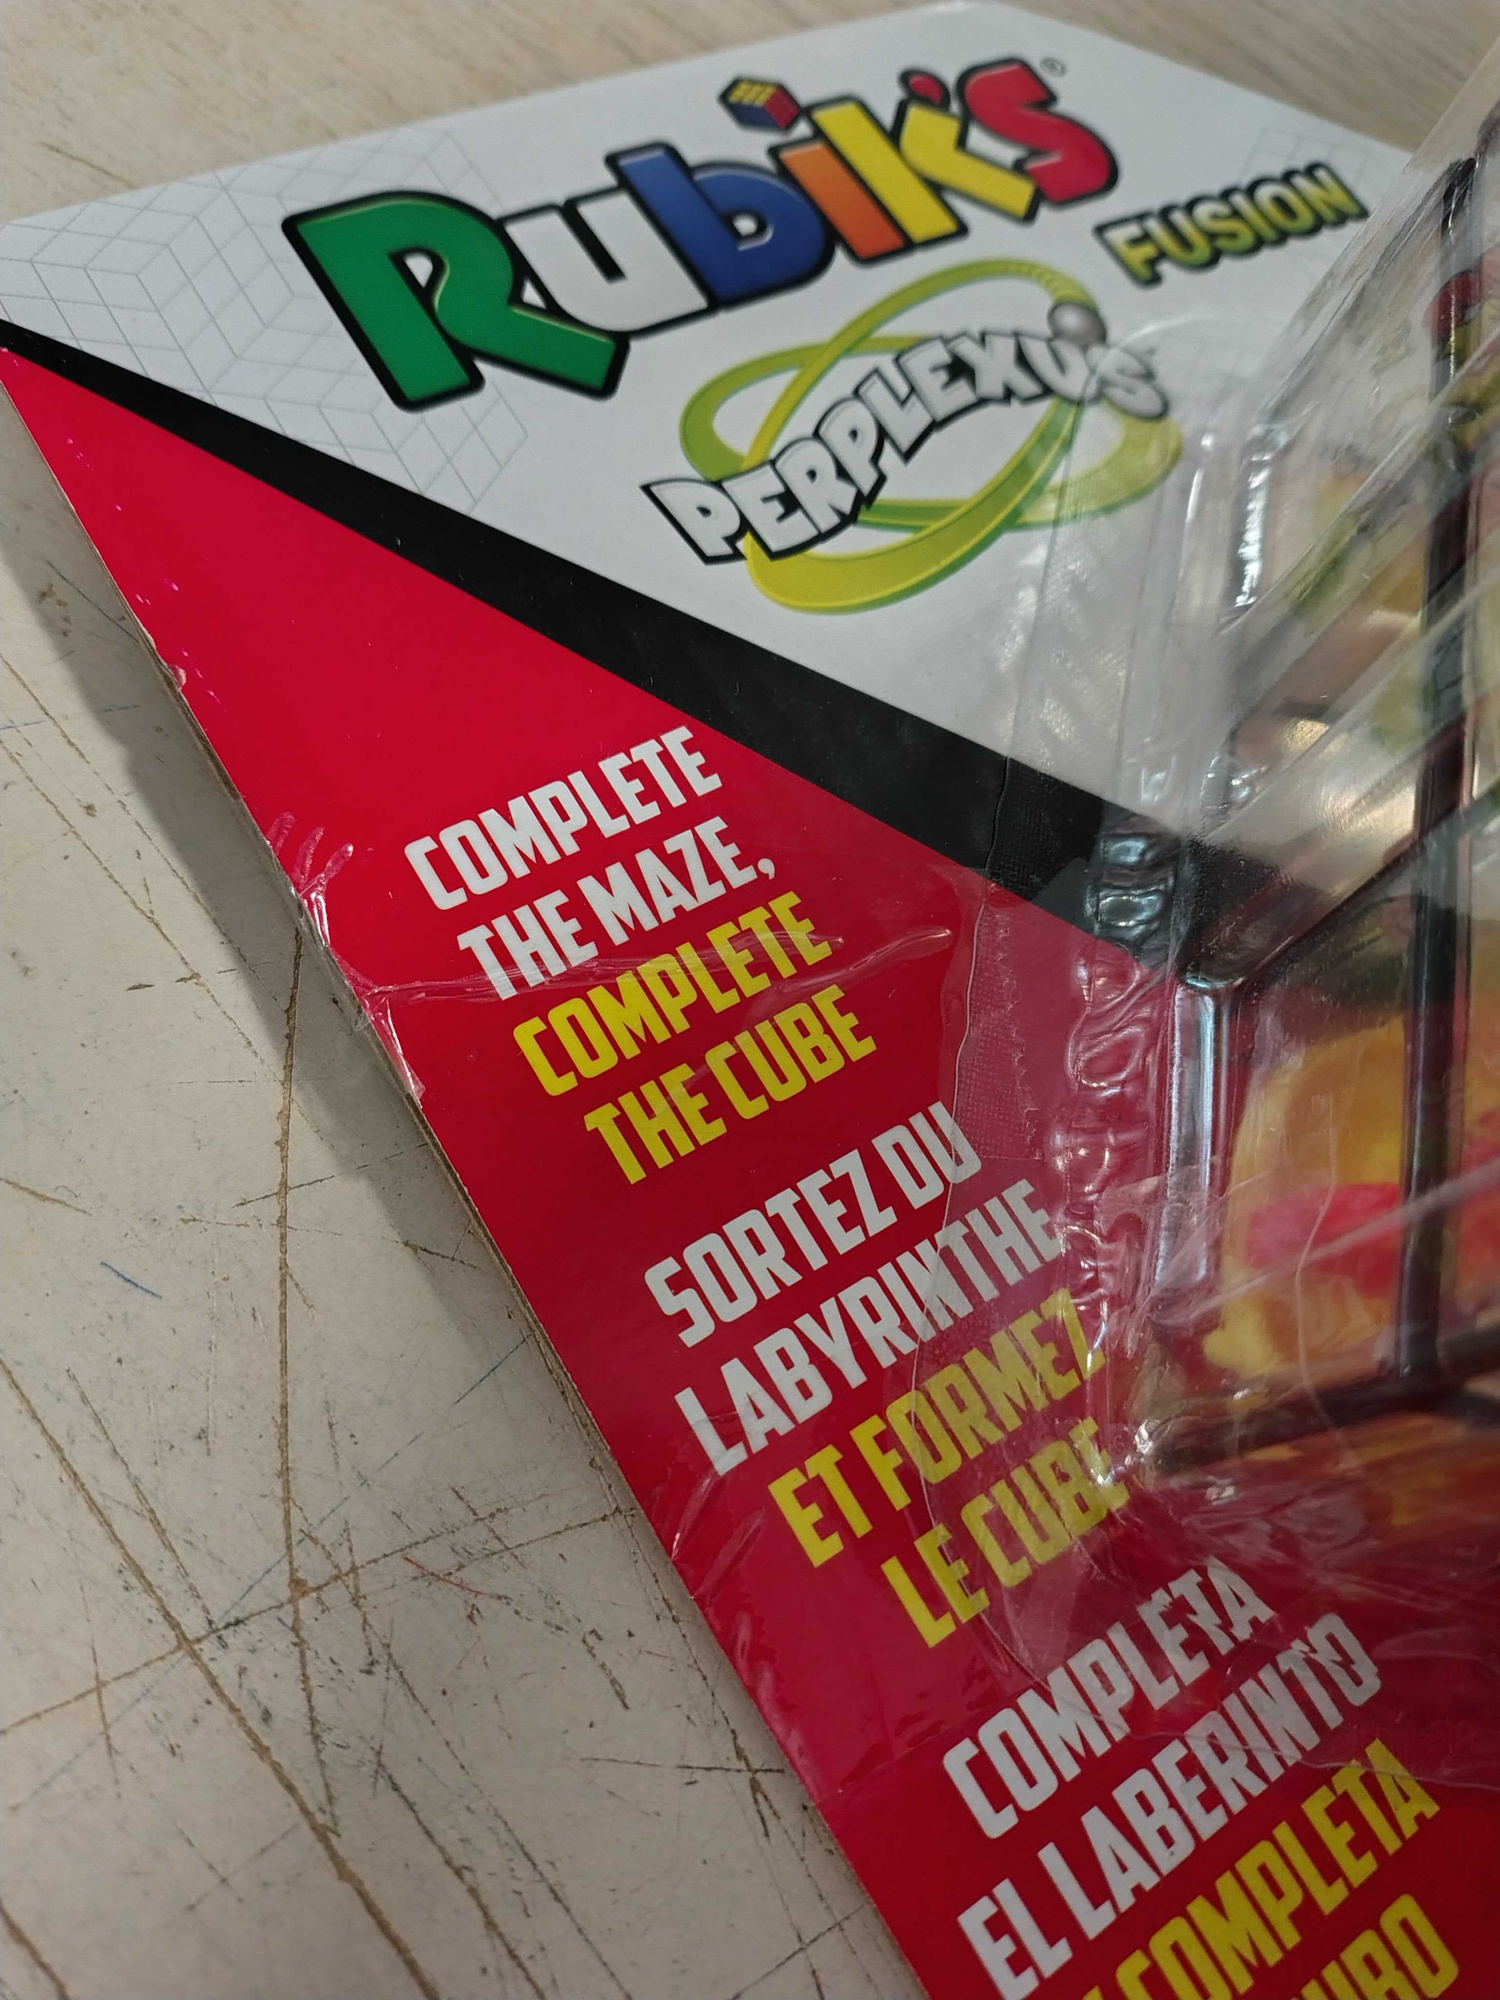 Rubik's®
FUSION
PERPLEXUS
COMPLETE
THE MAZE,
COMPLETE
THE CUBE
SORTEZ DU
LABYRINTHE
ET FORMEZ
LE CUBE
COMPLETA
EL LABERINTO
Y COMPLETA